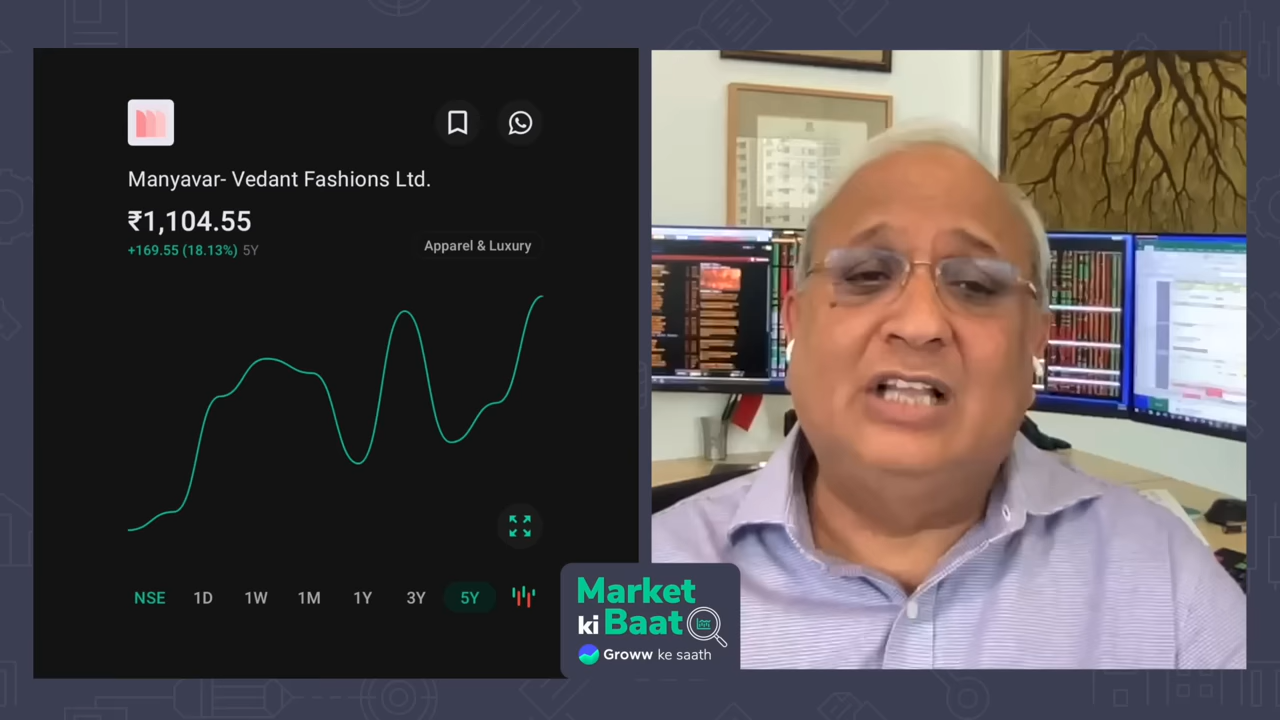 Manyavar- Vedant Fashions Ltd.
₹1,104.55
+169.55 (18.13%) 5Y
Apparel & Luxury
NSE 1D 1W 1M 1Y 3Y 5Y
Market
ki Baat
Groww ke saath